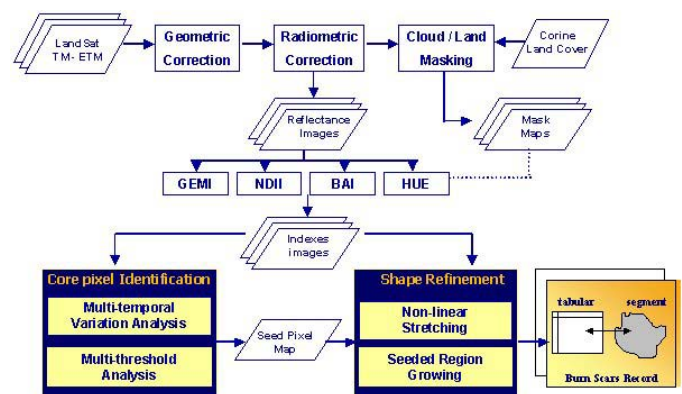 LandSat
TM- ETM
Geometric
Correction
Radiometric
Correction
Cloud / Land
Masking
Corine
Land Cover
Reflectance
Images
Mask
Maps
GEMI
NDII
BAI
HUE
Indexes
images
Core pixel Identification
Multi-temporal
Variation Analysis
Multi-threshold
Analysis
Seed Pixel
Map
Shape Refinement
Non-linear
Stretching
Seeded Region
Growing
tabular
segment
Burn Scars Record